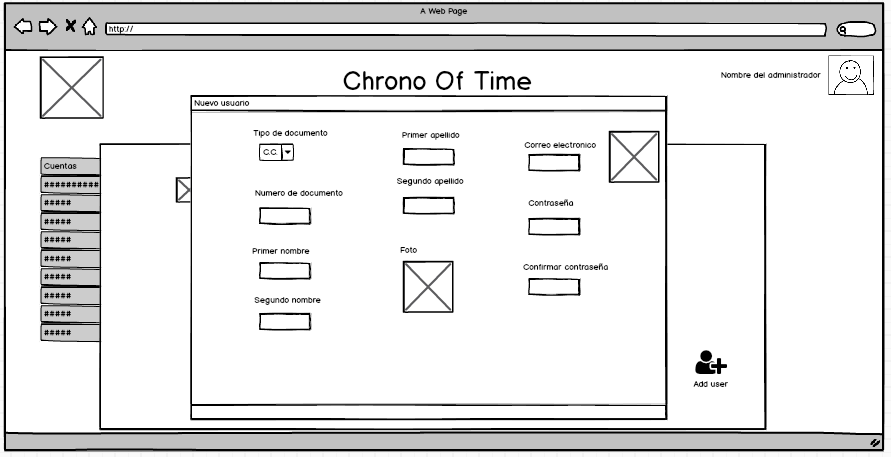 A Web Page
http://
Chrono Of Time
Nombre del administrador
Nuevo usuario
Tipo de documento
C.C.
Numero de documento
Primer nombre
Segundo nombre
Primer apellido
Segundo apellido
Foto
Correo electronico
Contraseña
Confirmar contraseña
Cuentas
##########
#####
#####
#####
#####
#####
#####
#####
#####
Add user